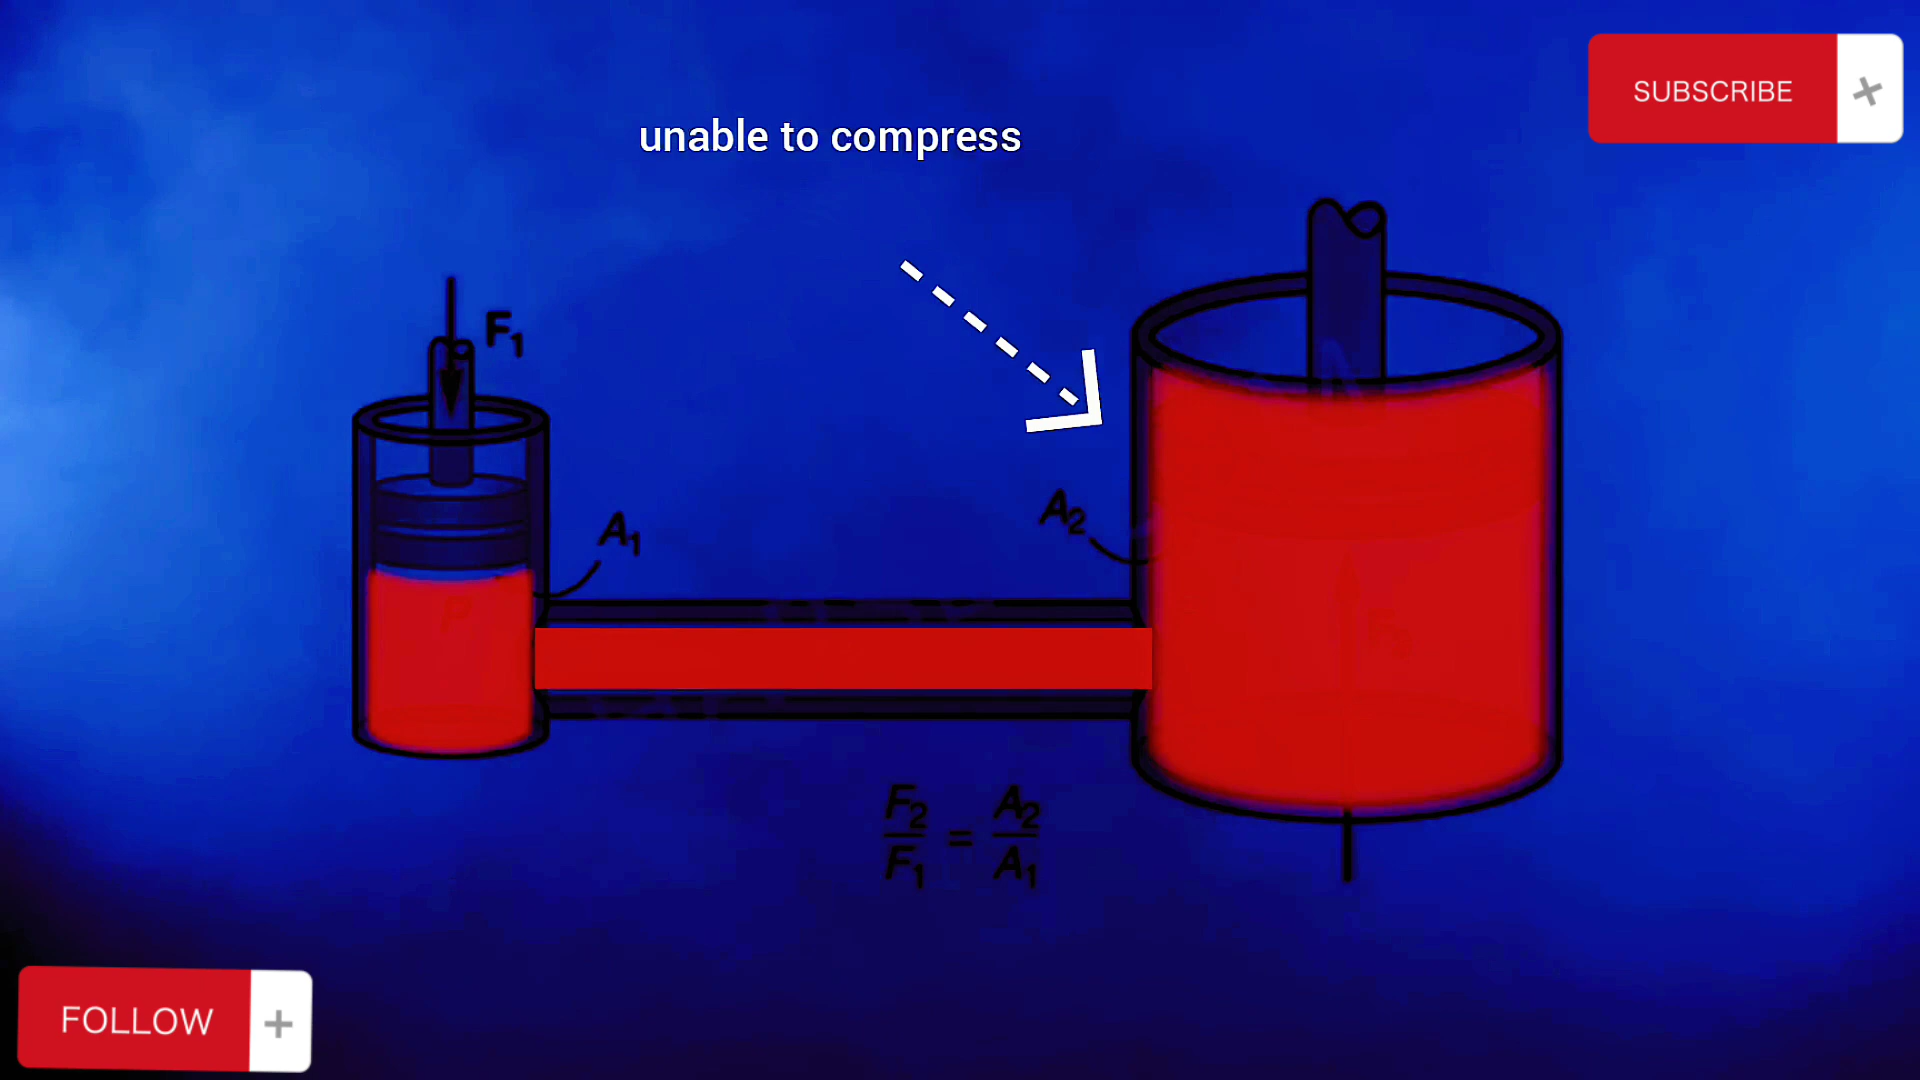 SUBSCRIBE
unable to compress
F1
A1
A2
F2/F1 = A2/A1
FOLLOW